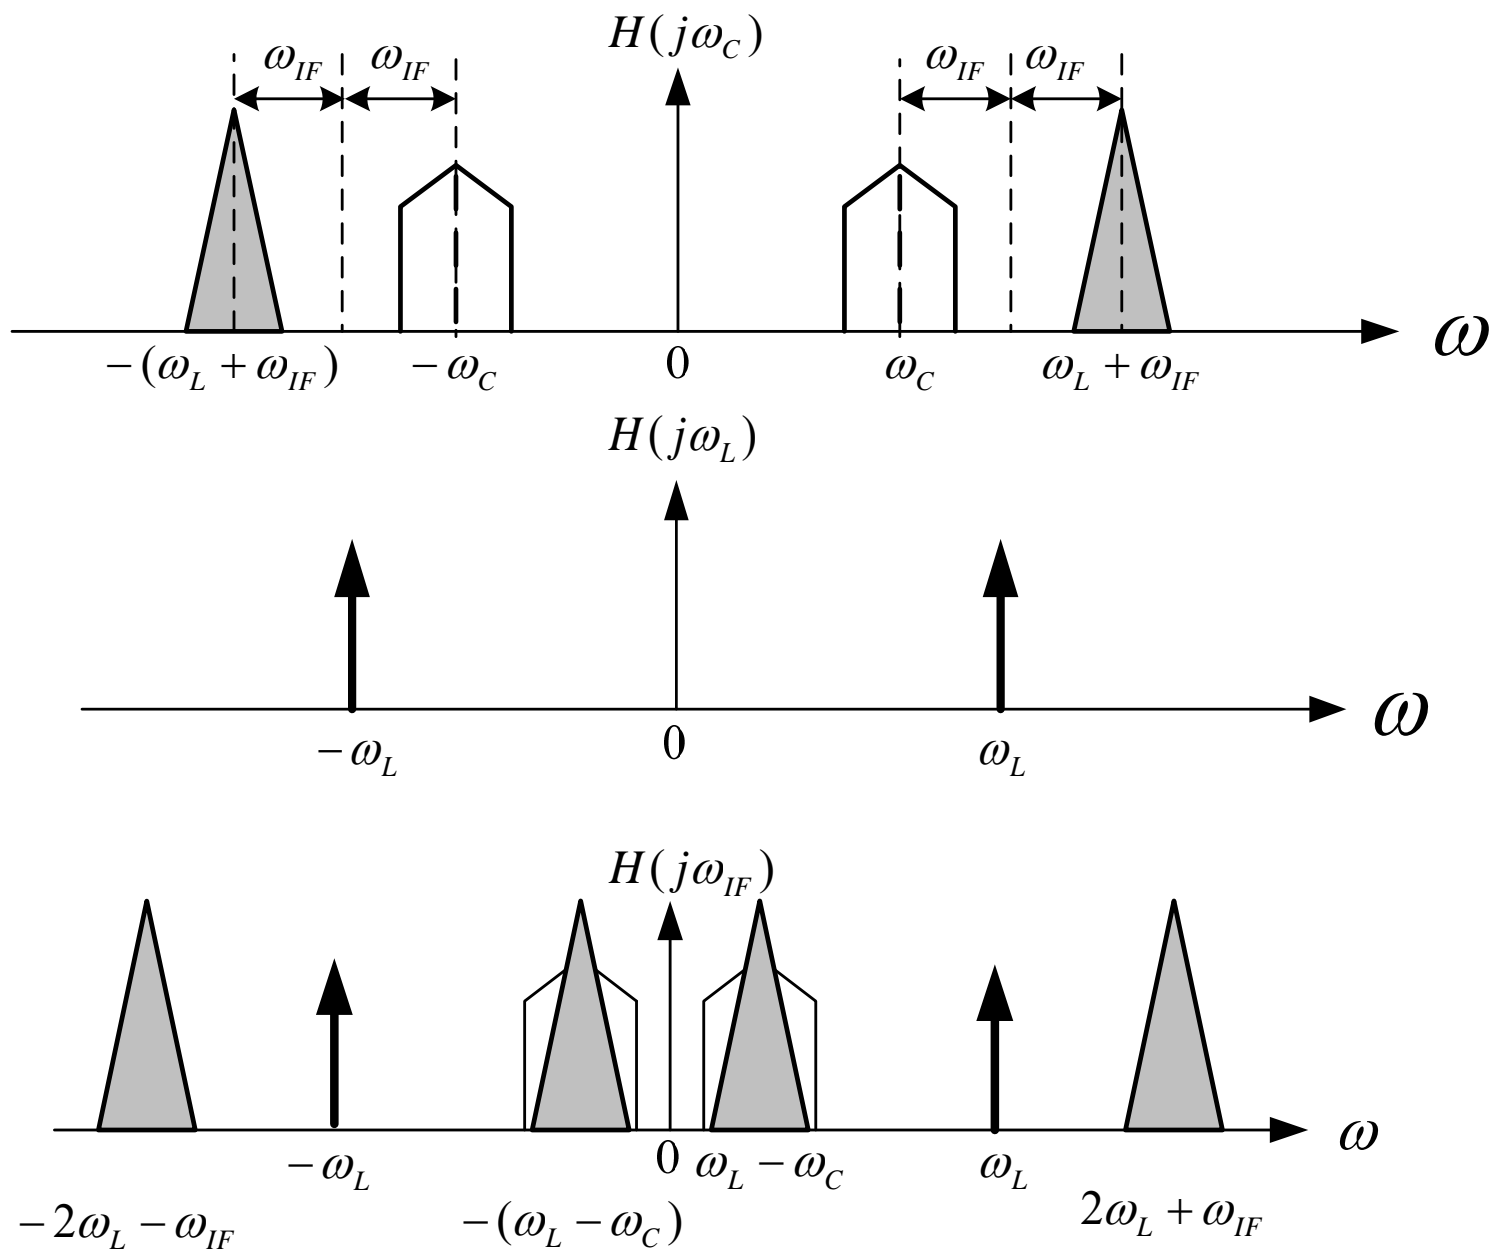 H(jω_C)
ω_IF ω_IF ω_IF ω_IF
ω
-(ω_L + ω_IF) -ω_C 0 ω_C ω_L + ω_IF
H(jω_L)
ω
-ω_L 0 ω_L
H(jω_IF)
ω
-ω_L 0 ω_L - ω_C ω_L
-2ω_L - ω_IF -(ω_L - ω_C) 2ω_L + ω_IF